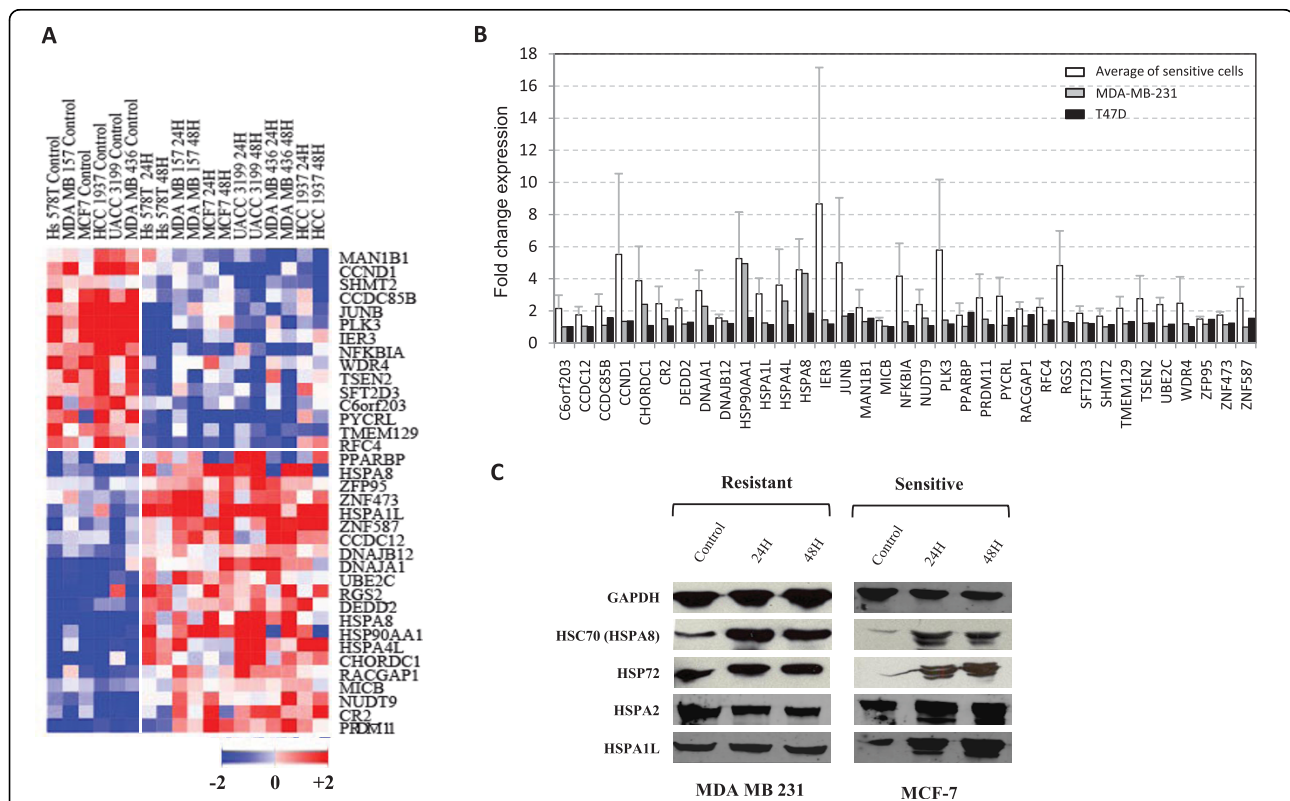 A
Hs 578T Control
MDA MB 157 Control
MCF7 Control
HCC 1937 Control
UACC 3199 Control
MDA MB 436 Control
Hs 578T 24H
Hs 578T 48H
MDA MB 157 24H
MDA MB 157 48H
MCF7 24H
MCF7 48H
UACC 3199 24H
UACC 3199 48H
MDA MB 436 24H
MDA MB 436 48H
HCC 1937 24H
HCC 1937 48H
MAN1B1
CCND1
SHMT2
CCDC85B
JUNB
PLK3
IER3
NFKBIA
WDR4
TSEN2
SFT2D3
C6orf203
PYCRL
TMEM129
RFC4
PPARBP
HSPA8
ZFP95
ZNF473
HSPA1L
ZNF587
CCDC12
DNAJB12
DNAJA1
UBE2C
RGS2
DEDD2
HSPA8
HSP90AA1
HSPA4L
CHORDC1
RACGAP1
MICB
NUDT9
CR2
PRDM11
-2
0
+2
B
Fold change expression
18
16
14
12
10
8
6
4
2
0
Average of sensitive cells
MDA-MB-231
T47D
C6orf203
CCDC12
CCDC85B
CCND1
CHORDC1
CR2
DEDD2
DNAJA1
DNAJB12
HSP90AA1
HSPA1L
HSPA4L
HSPA8
IER3
JUNB
MAN1B1
MICB
NFKBIA
NUDT9
PLK3
PPARBP
PRDM11
PYCRL
RACGAP1
RFC4
RGS2
SFT2D3
SHMT2
TMEM129
TSEN2
UBE2C
WDR4
ZFP95
ZNF473
ZNF587
C
Resistant
Sensitive
Control
24H
48H
Control
24H
48H
GAPDH
HSC70 (HSPA8)
HSP72
HSPA2
HSPA1L
MDA MB 231
MCF-7